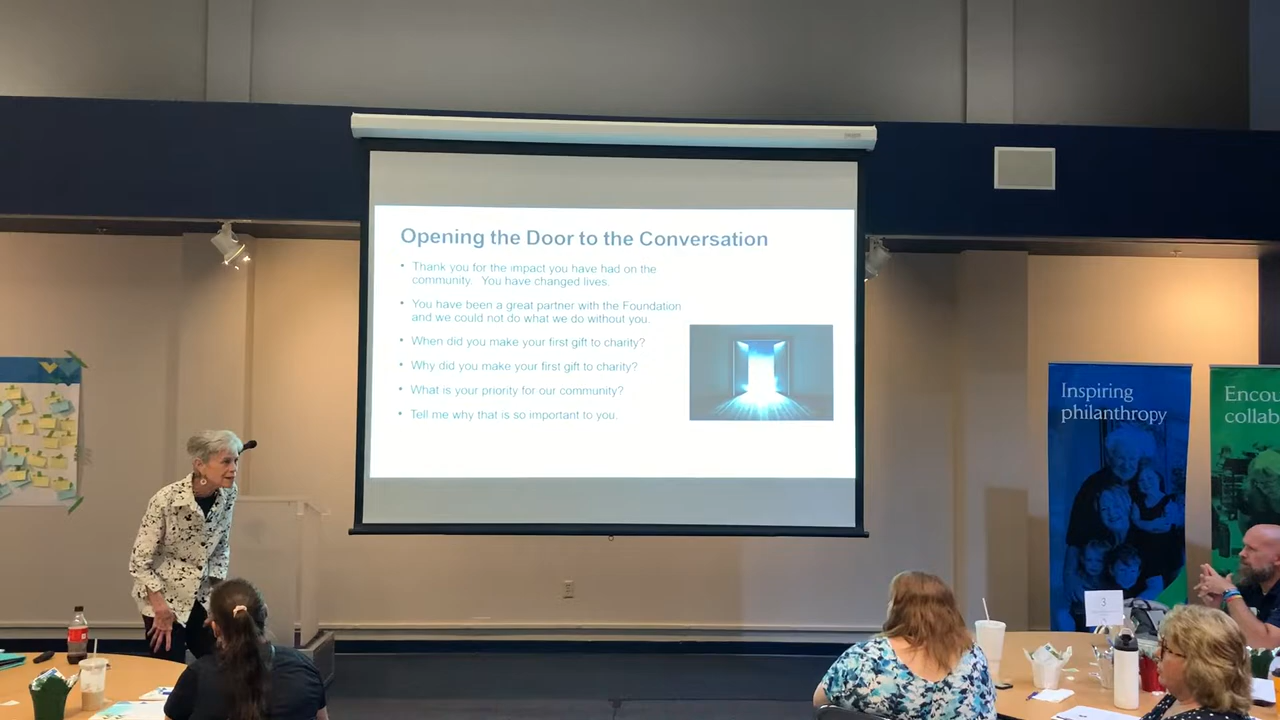 Opening the Door to the Conversation
• Thank you for the impact you have had on the
community. You have changed lives.
• You have been a great partner with the Foundation
and we could not do what we do without you.
• When did you make your first gift to charity?
• Why did you make your first gift to charity?
• What is your priority for our community?
• Tell me why that is so important to you.
Inspiring
philanthropy
Encou
collab
3